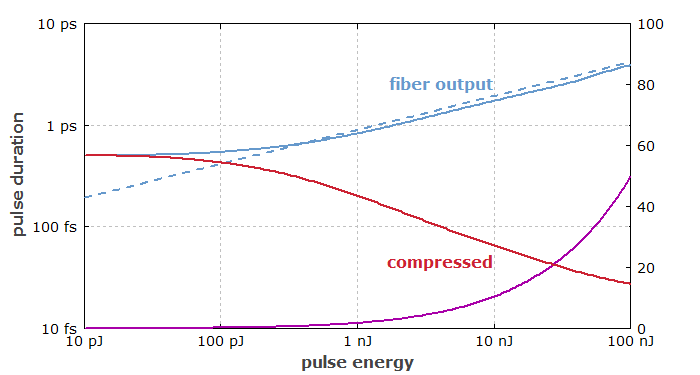 10 ps
100
80
fiber output
1 ps
60
pulse duration
40
100 fs
compressed
20
10 fs
0
10 pJ
100 pJ
1 nJ
10 nJ
100 nJ
pulse energy